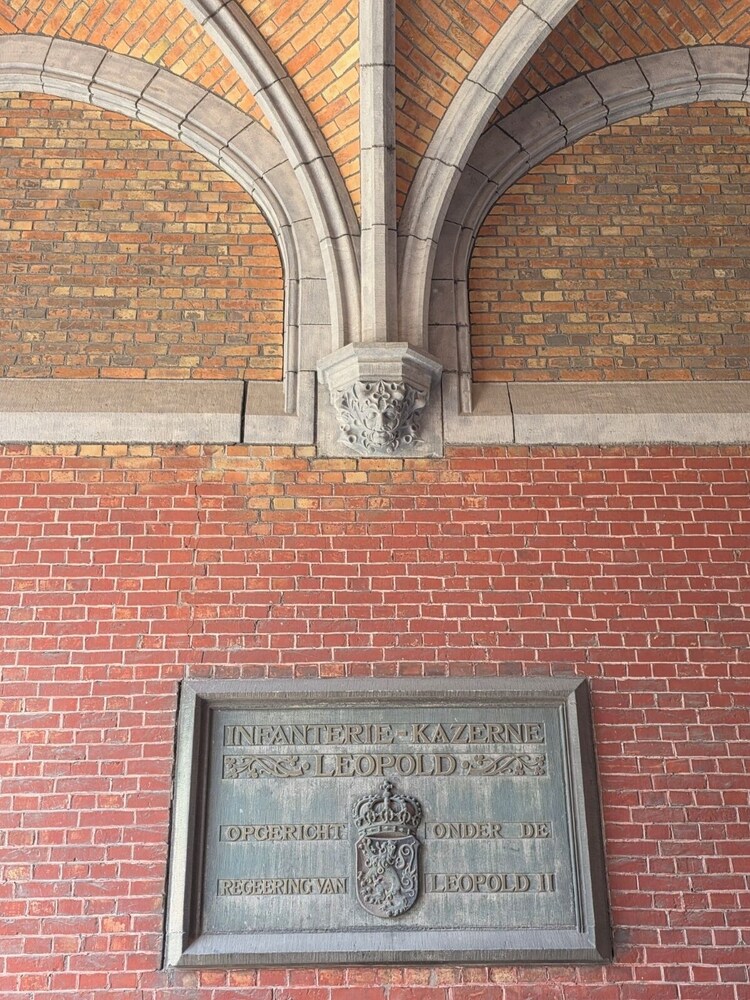 INFANTERIE-KAZERNE
LEOPOLD
OPGERICHT ONDER DE
REGEERING VAN LEOPOLD II